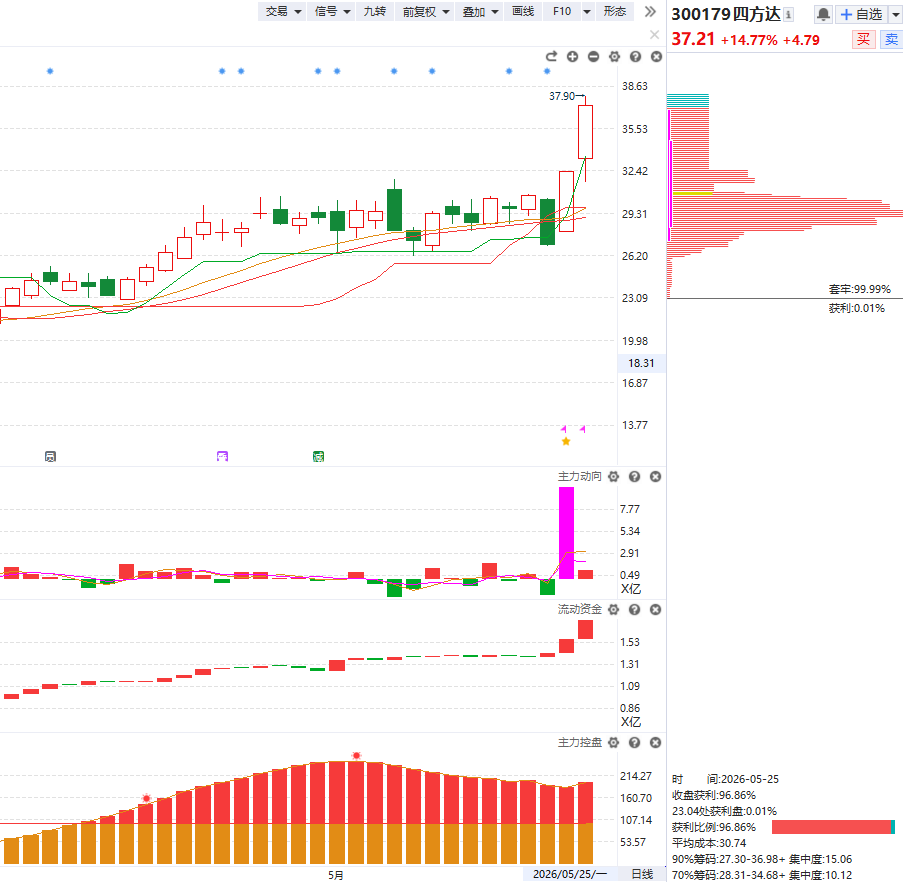 交易 信号 九转 前复权 叠加 画线 F10 形态
300179 四方达
自选
37.21 +14.77% +4.79
买 卖
37.90
38.63
35.53
32.42
29.31
26.20
23.09
19.98
18.31
16.87
13.77
套牢:99.99%
获利:0.01%
主力动向
7.77
5.34
2.91
0.49
X亿
流动资金
1.53
1.31
1.09
0.86
X亿
主力控盘
214.27
160.70
107.14
53.57
5月
2026/05/25/一
日线
时 间:2026-05-25
收盘获利:96.86%
23.04处获利盘:0.01%
获利比例:96.86%
平均成本:30.74
90%筹码:27.30-36.98+ 集中度:15.06
70%筹码:28.31-34.68+ 集中度:10.12